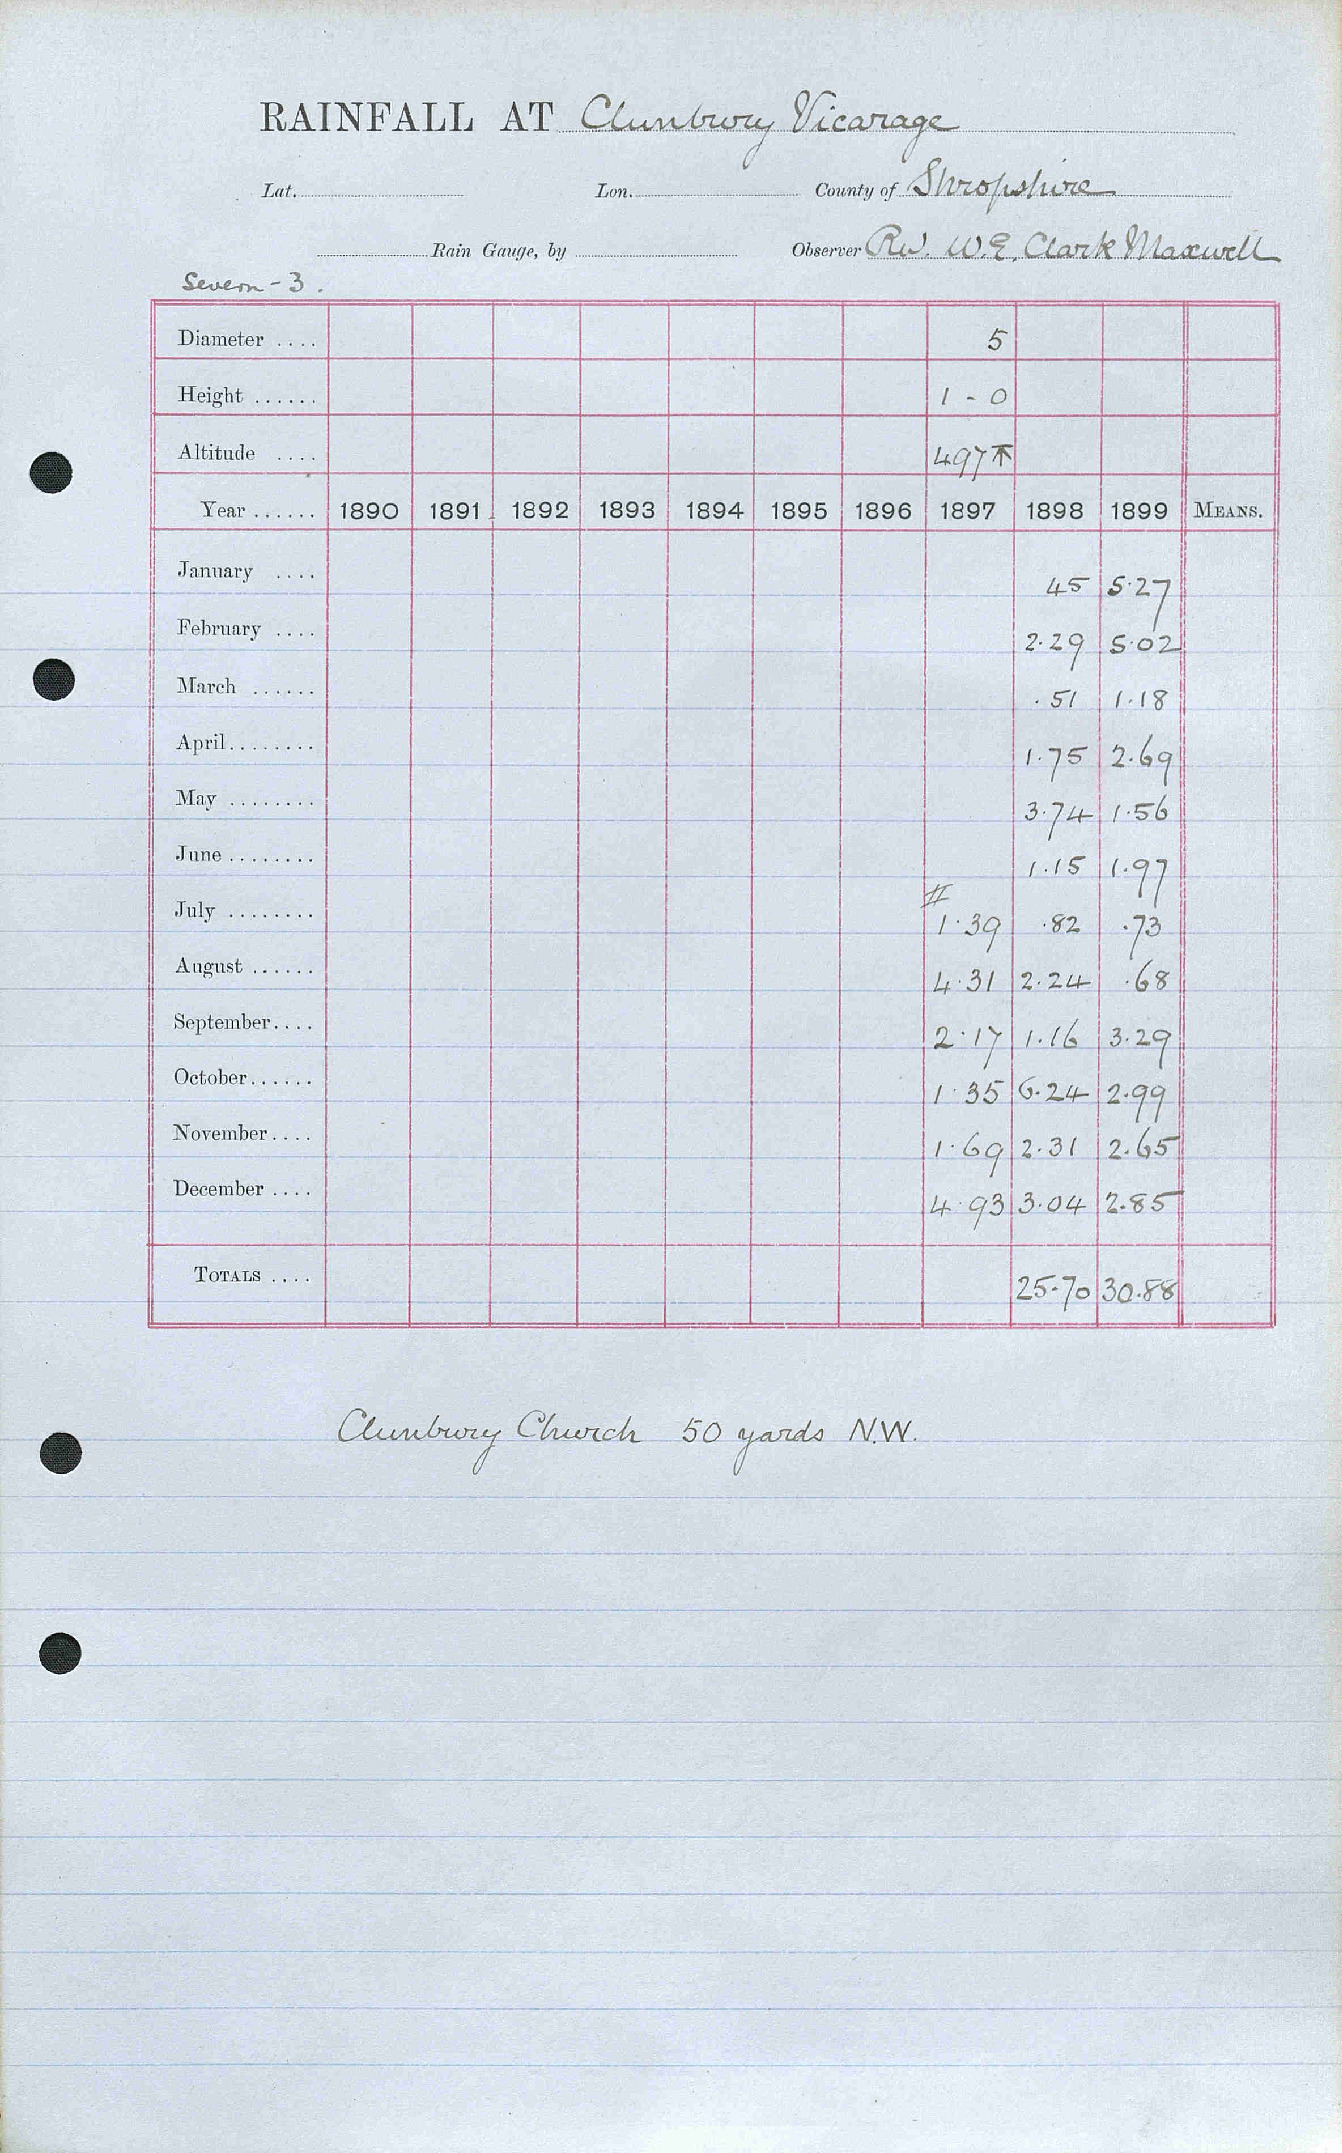 RAINFALL AT Clunbury Vicarage
Lat. Lon. County of Shropshire
Rain Gauge, by Observer Rev. W.E. Clark Maxwell
Severn - 3.
Diameter .... 5
Height ...... 1 - 0
Altitude .... 497
Year ...... 1890 1891 1892 1893 1894 1895 1896 1897 1898 1899 MEANS.
January .... 45 5.27
February .... 2.29 5.02
March ...... .51 1.18
April........ 1.75 2.69
May ........ 3.74 1.56
June ........ 1.15 1.97
July ........ # 1.39 .82 .73
August ...... 4.31 2.24 .68
September.... 2.17 1.16 3.29
October...... 1.35 6.24 2.99
November.... 1.69 2.31 2.65
December .... 4.93 3.04 2.85
TOTALS .... 25.70 30.88
Clunbury Church 50 yards N.W.